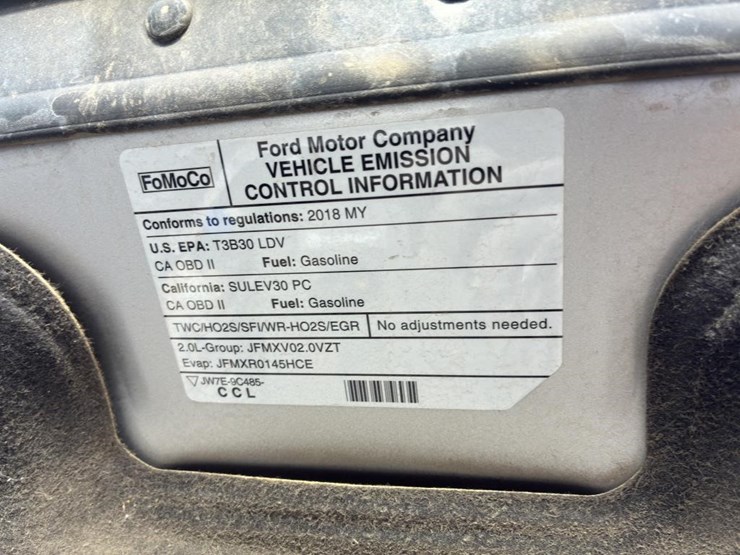 FoMoCo
Ford Motor Company
VEHICLE EMISSION
CONTROL INFORMATION
Conforms to regulations: 2018 MY
U.S. EPA: T3B30 LDV
CA OBD II Fuel: Gasoline
California: SULEV30 PC
CA OBD II Fuel: Gasoline
TWC/HO2S/SFI/WR-HO2S/EGR No adjustments needed.
2.0L-Group: JFMXV02.0VZT
Evap: JFMXR0145HCE
JW7E-9C485-
CCL